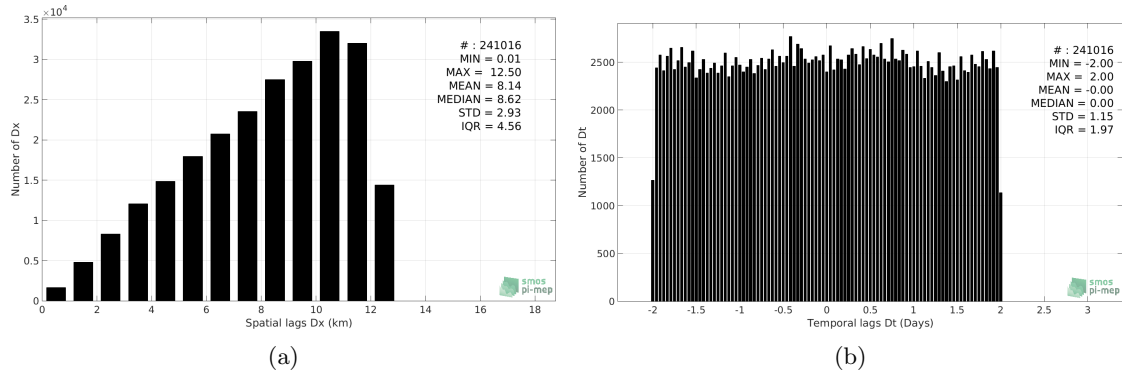 3.5
×10⁴
3
2.5
2
1.5
1
0.5
0
Number of Dx
# : 241016
MIN = 0.01
MAX = 12.50
MEAN = 8.14
MEDIAN = 8.62
STD = 2.93
IQR = 4.56
smos
pi-mep
0 2 4 6 8 10 12 14 16 18
Spatial lags Dx (km)
(a)
2500
2000
1500
1000
500
0
Number of Dt
# : 241016
MIN = -2.00
MAX = 2.00
MEAN = -0.00
MEDIAN = 0.00
STD = 1.15
IQR = 1.97
smos
pi-mep
-2 -1.5 -1 -0.5 0 0.5 1 1.5 2 2.5 3
Temporal lags Dt (Days)
(b)